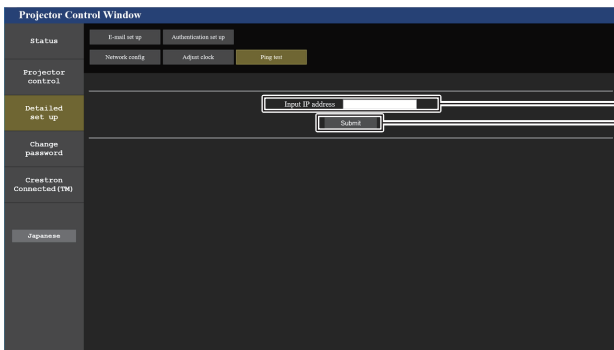 Projector Control Window
Status
E-mail set up
Authentication set up
Network config
Adjust clock
Ping test
Projector
control
Detailed
set up
Input IP address
Submit
Change
password
Crestron
Connected(TM)
Japanese